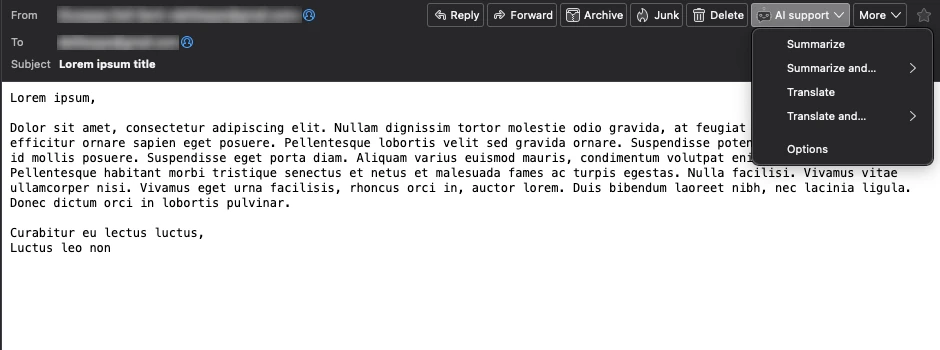 From
Reply
Forward
Archive
Junk
Delete
AI support
More
To
Subject Lorem ipsum title
Summarize
Summarize and...
Translate
Translate and...
Options
Lorem ipsum,
Dolor sit amet, consectetur adipiscing elit. Nullam dignissim tortor molestie odio gravida, at feugiat
efficitur ornare sapien eget posuere. Pellentesque lobortis velit sed gravida ornare. Suspendisse
id mollis posuere. Suspendisse eget porta diam. Aliquam varius euismod mauris, condimentum volutpat
Pellentesque habitant morbi tristique senectus et netus et malesuada fames ac turpis egestas. Nulla facilisi. Vivamus vitae
ullamcorper nisi. Vivamus eget urna facilisis, rhoncus orci in, auctor lorem. Duis bibendum laoreet nibh, nec lacinia ligula.
Donec dictum orci in lobortis pulvinar.
Curabitur eu lectus luctus,
Luctus leo non